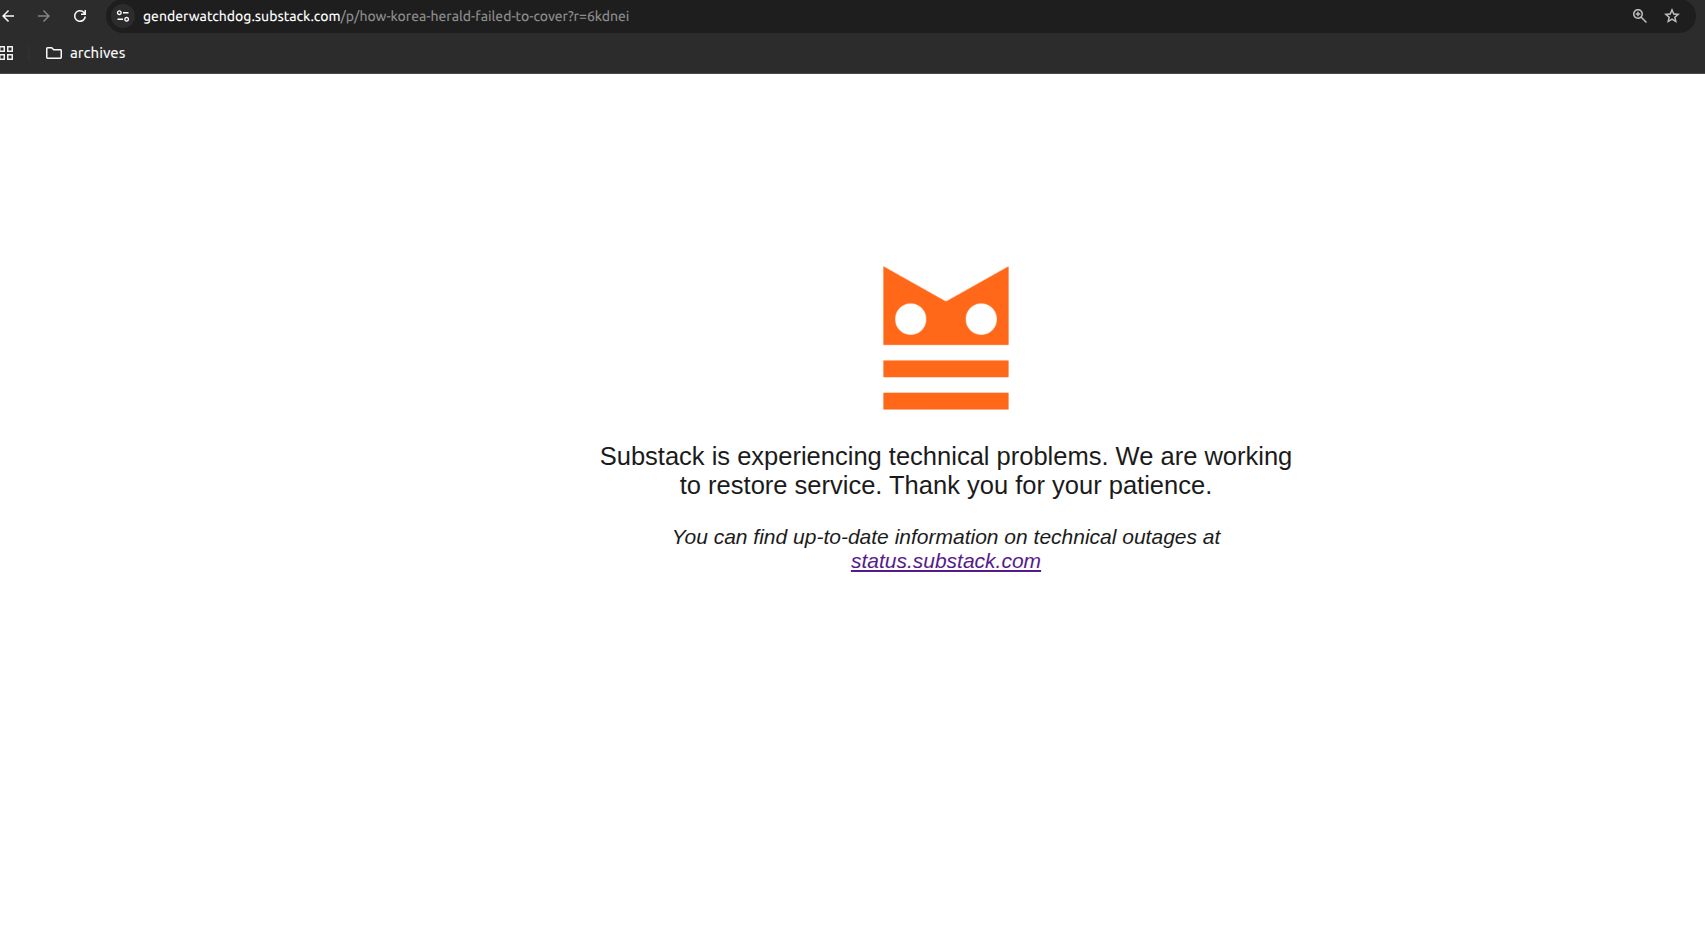 genderwatchdog.substack.com/p/how-korea-herald-failed-to-cover?r=6kdnei
archives
Substack is experiencing technical problems. We are working
to restore service. Thank you for your patience.
You can find up-to-date information on technical outages at
status.substack.com